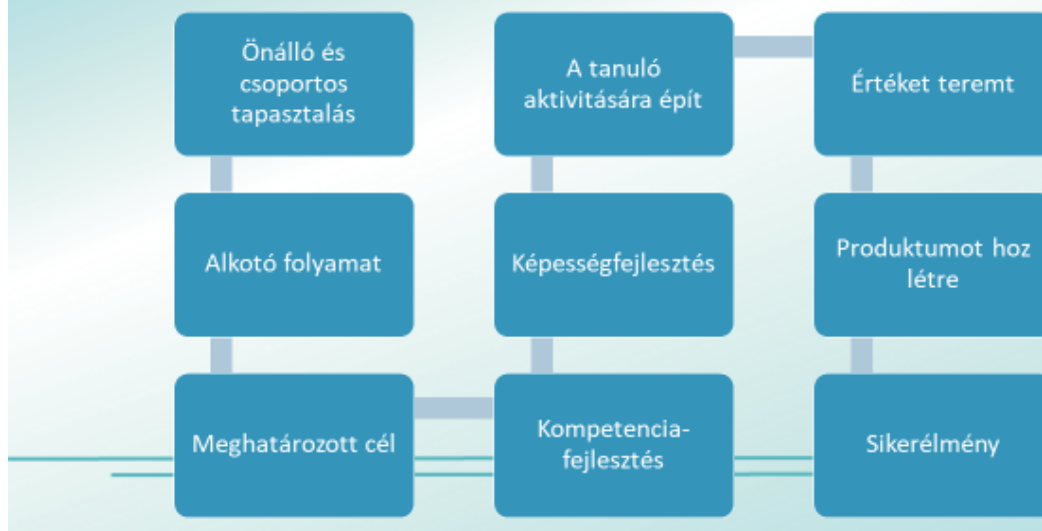 Önálló és
csoportos
tapasztalás
Alkotó folyamat
Meghatározott cél
Kompetencia-
fejlesztés
Képességfejlesztés
A tanuló
aktivitására épít
Értéket teremt
Produktumot hoz
létre
Sikerélmény